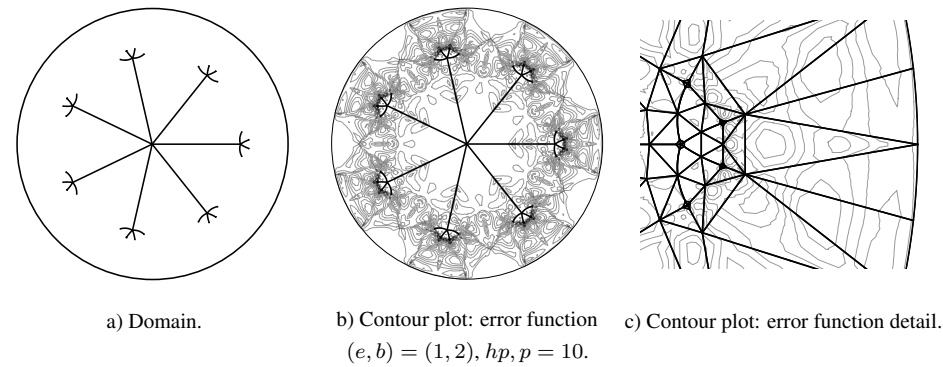 a) Domain.
b) Contour plot: error function
(e, b) = (1, 2), hp, p = 10.
c) Contour plot: error function detail.